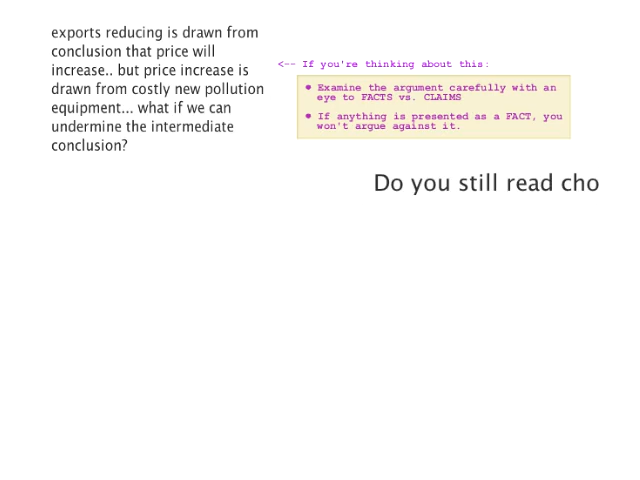 exports reducing is drawn from
conclusion that price will
increase.. but price increase is
drawn from costly new pollution
equipment... what if we can
undermine the intermediate
conclusion?
<-- If you're thinking about this:
● Examine the argument carefully with an
eye to FACTS vs. CLAIMS
● If anything is presented as a FACT, you
won't argue against it.
Do you still read cho